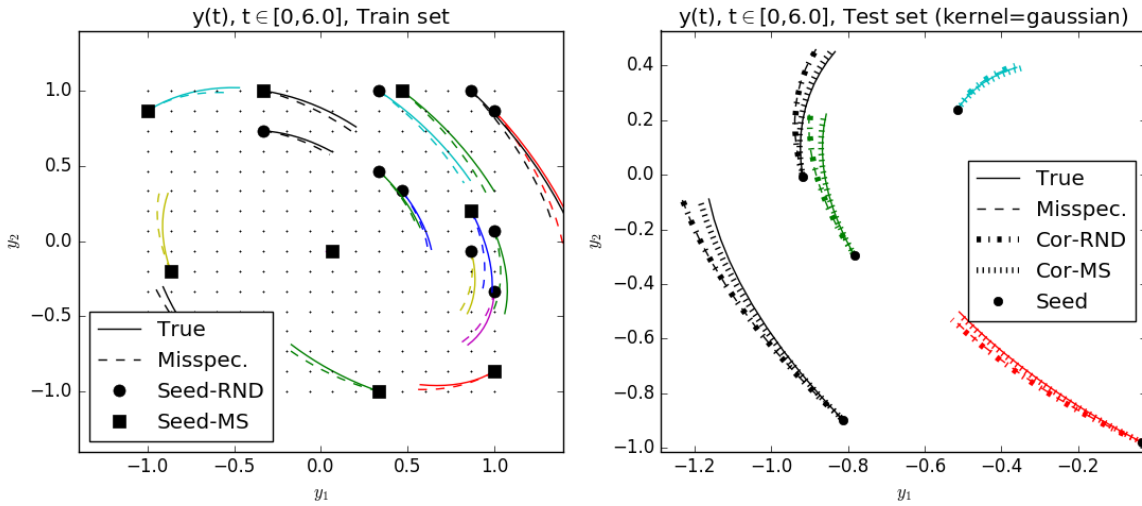 y(t), t∈[0,6.0], Train set
1.0
0.5
0.0
−0.5
−1.0
y₂
True
Misspec.
Seed-RND
Seed-MS
−1.0
−0.5
0.0
0.5
1.0
y₁
y(t), t∈[0,6.0], Test set (kernel=gaussian)
0.4
0.2
0.0
−0.2
−0.4
−0.6
−0.8
−1.0
y₂
True
Misspec.
Cor-RND
Cor-MS
Seed
−1.2
−1.0
−0.8
−0.6
−0.4
−0.2
y₁